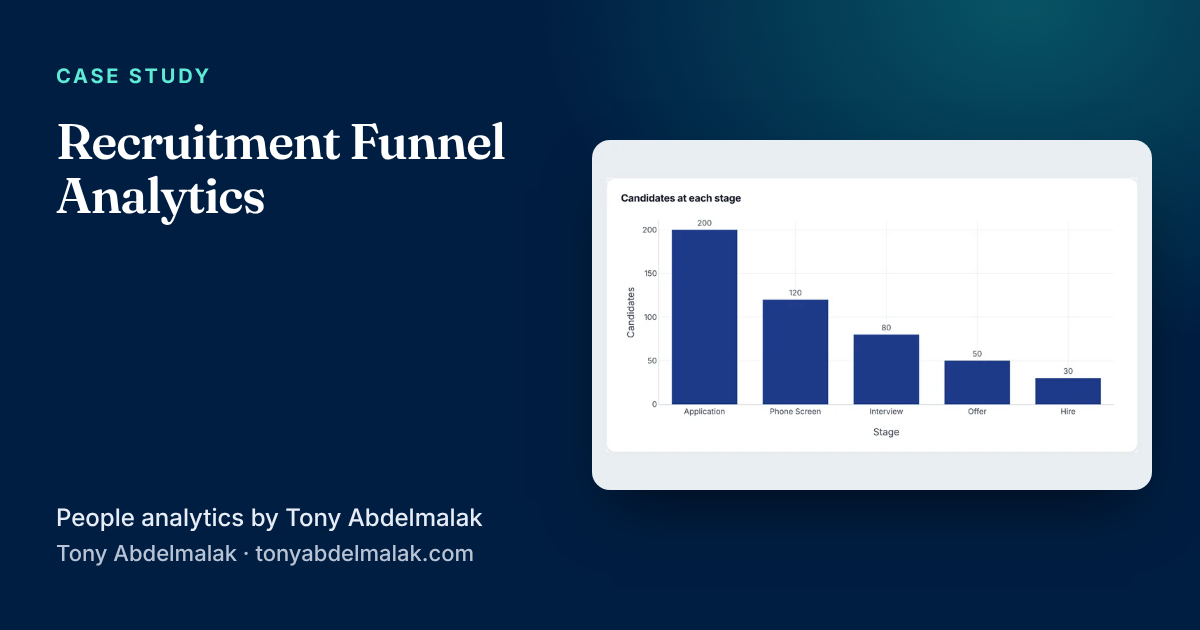 CASE STUDY
Recruitment Funnel
Analytics
Candidates at each stage
200
150
100
50
0
Candidates
200
120
80
50
30
Application
Phone Screen
Interview
Offer
Hire
Stage
People analytics by Tony Abdelmalak
Tony Abdelmalak · tonyabdelmalak.com